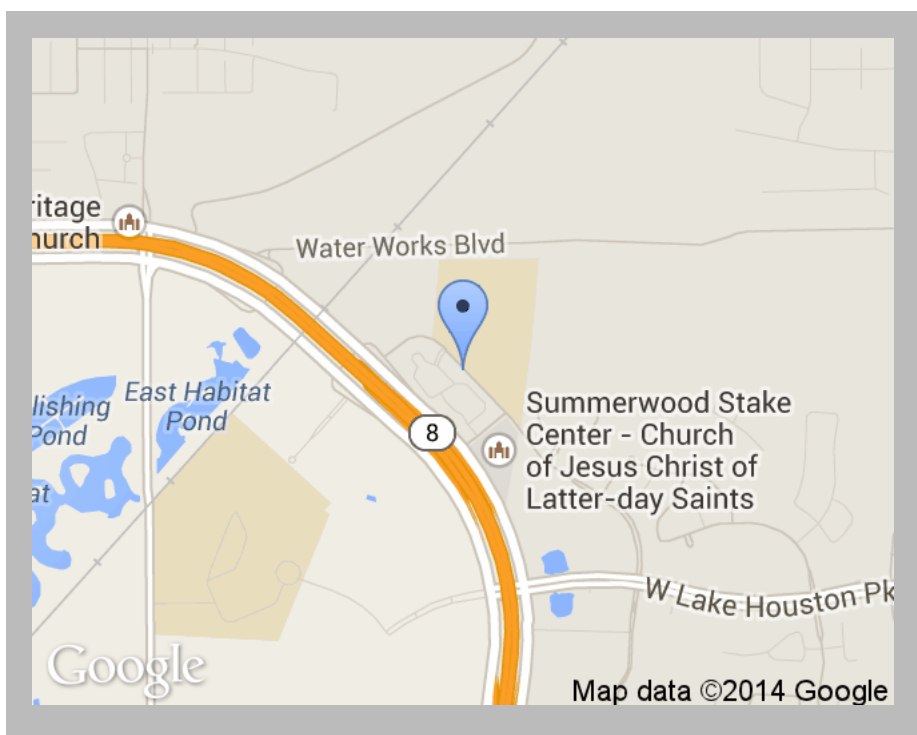 ritage
hurch
Water Works Blvd
East Habitat
Pond
lishing
Pond
at
8
Summerwood Stake
Center - Church
of Jesus Christ of
Latter-day Saints
W Lake Houston Pk
Google
Map data ©2014 Google